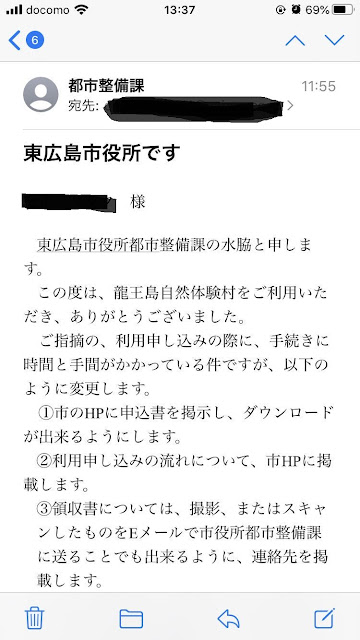 docomo 13:37 69%
6
都市整備課 11:55
宛先:
東広島市役所です
様
東広島市役所都市整備課の水脇と申しま
す。
この度は、龍王島自然体験村をご利用いた
だき、ありがとうございました。
ご指摘の、利用申し込みの際に、手続きに
時間と手間がかかっている件ですが、以下の
ように変更します。
①市のHPに申込書を掲示し、ダウンロード
が出来るようにします。
②利用申し込みの流れについて、市HPに掲
載します。
③領収書については、撮影、またはスキャ
ンしたものをEメールで市役所都市整備課
に送ることでも出来るように、連絡先を掲
載します。